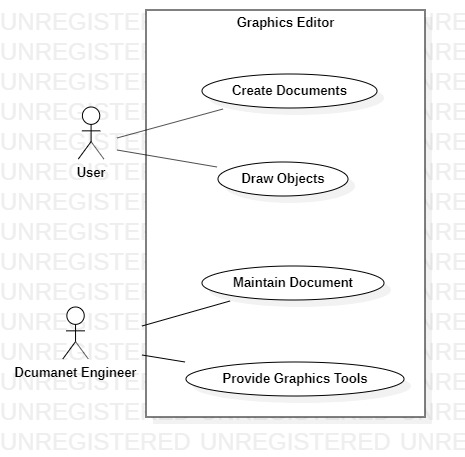 Graphics Editor
Create Documents
User
Draw Objects
Maintain Document
Dcumanet Engineer
Provide Graphics Tools
UNREGISTERED UNREGISTERED UNRE